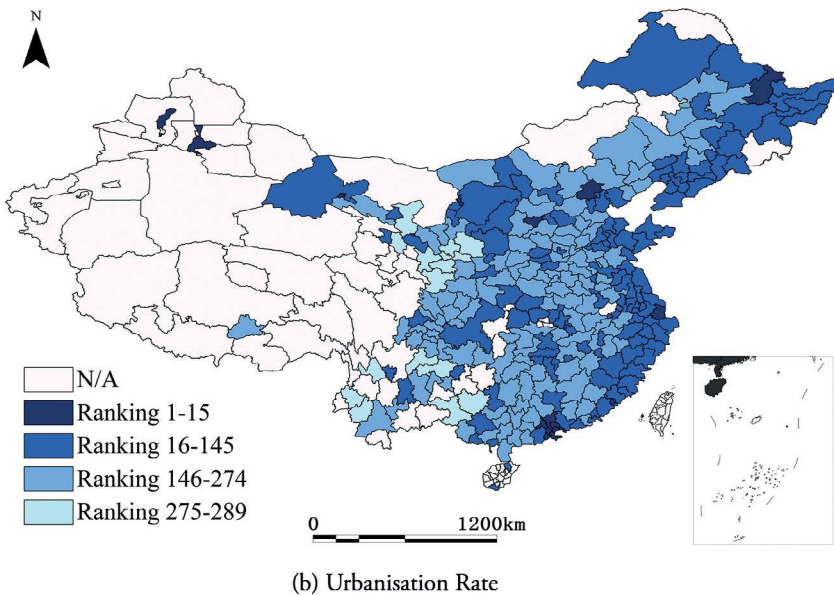 N
N/A
Ranking 1-15
Ranking 16-145
Ranking 146-274
Ranking 275-289
0 1200km
(b) Urbanisation Rate